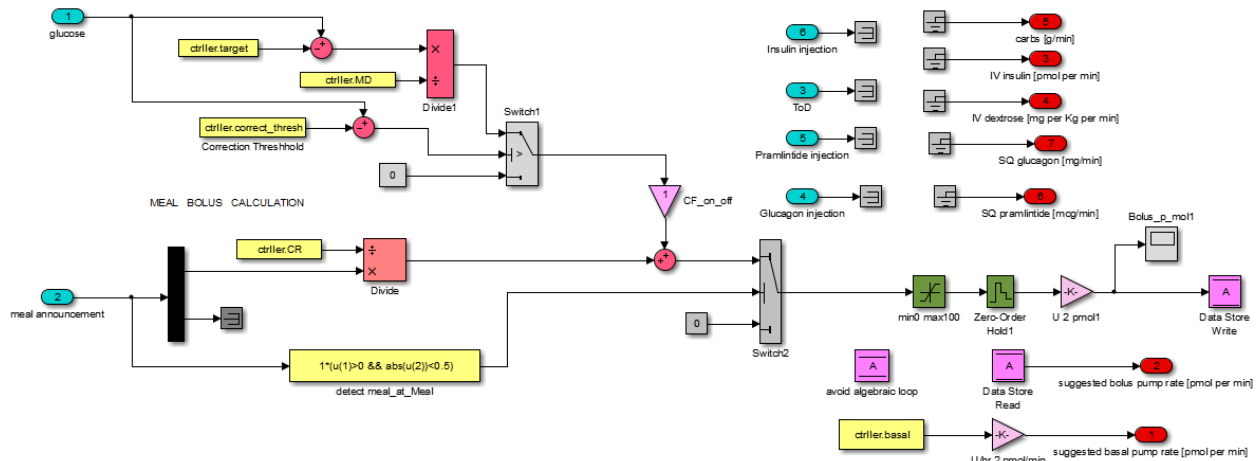 1
glucose
ctrller.target
ctrller.MD
×
÷
Divide1
ctrller.correct_thresh
Correction Threshhold
Switch1
>
0
1
CF_on_off
MEAL BOLUS CALCULATION
ctrller.CR
÷
×
Divide
2
meal announcement
1*(u(1)>0 && abs(u(2))<0.5)
detect meal_at_Meal
0
Switch2
6
Insulin injection
3
ToD
5
Pramlintide injection
4
Glucagon injection
5
carbs [g/min]
3
IV insulin [pmol per min]
4
IV dextrose [mg per Kg per min]
7
SQ glucagon [mg/min]
6
SQ pramlintide [mcg/min]
Bolus_p_mol1
min0 max100
Zero-Order
Hold1
-K-
U 2 pmol1
A
Data Store
Write
A
avoid algebraic loop
A
Data Store
Read
2
suggested bolus pump rate [pmol per min]
ctrller.basal
-K-
U/hr 2 pmol/min
1
suggested basal pump rate [pmol per min]